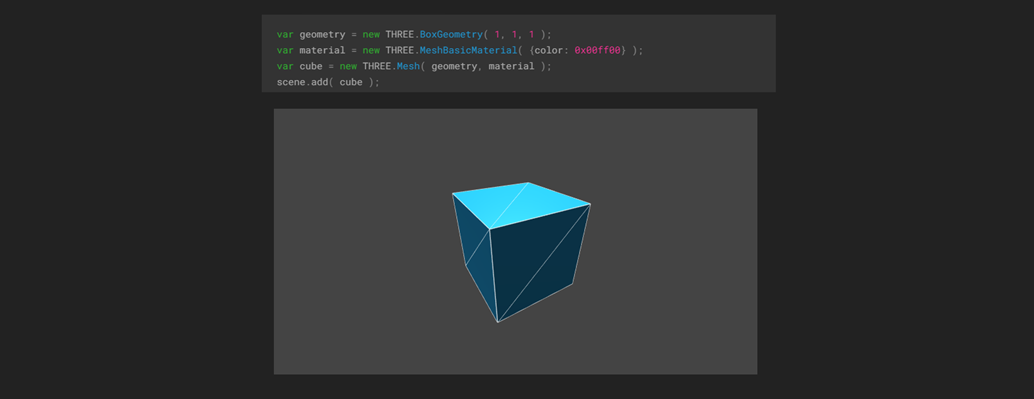 var geometry = new THREE.BoxGeometry( 1, 1, 1 );
var material = new THREE.MeshBasicMaterial( {color: 0x00ff00} );
var cube = new THREE.Mesh( geometry, material );
scene.add( cube );